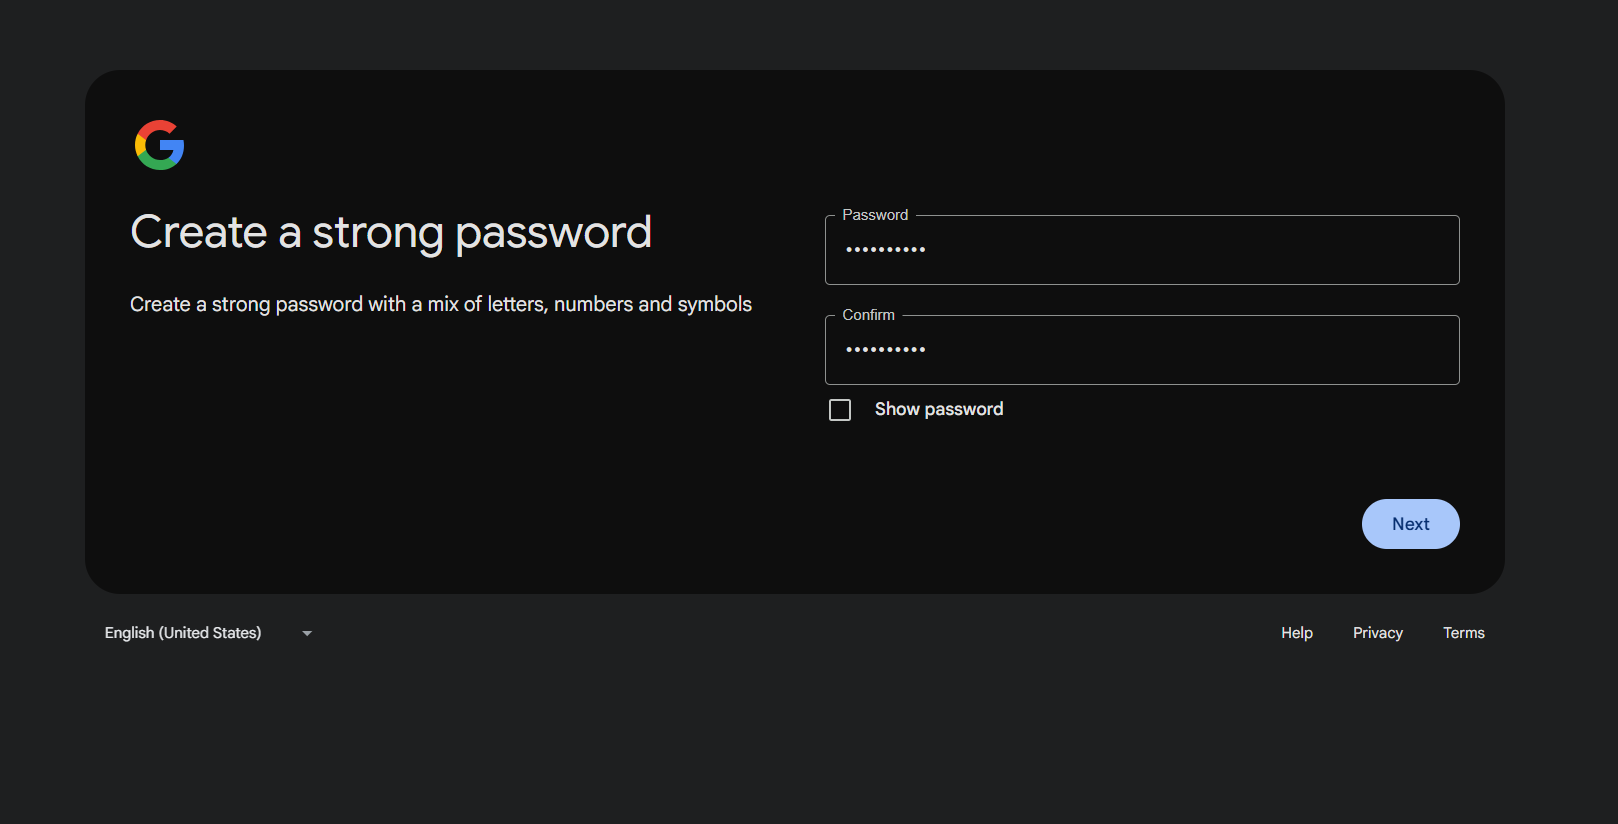 Create a strong password
Create a strong password with a mix of letters, numbers and symbols
Password
••••••••••
Confirm
••••••••••
Show password
Next
English (United States)
Help
Privacy
Terms